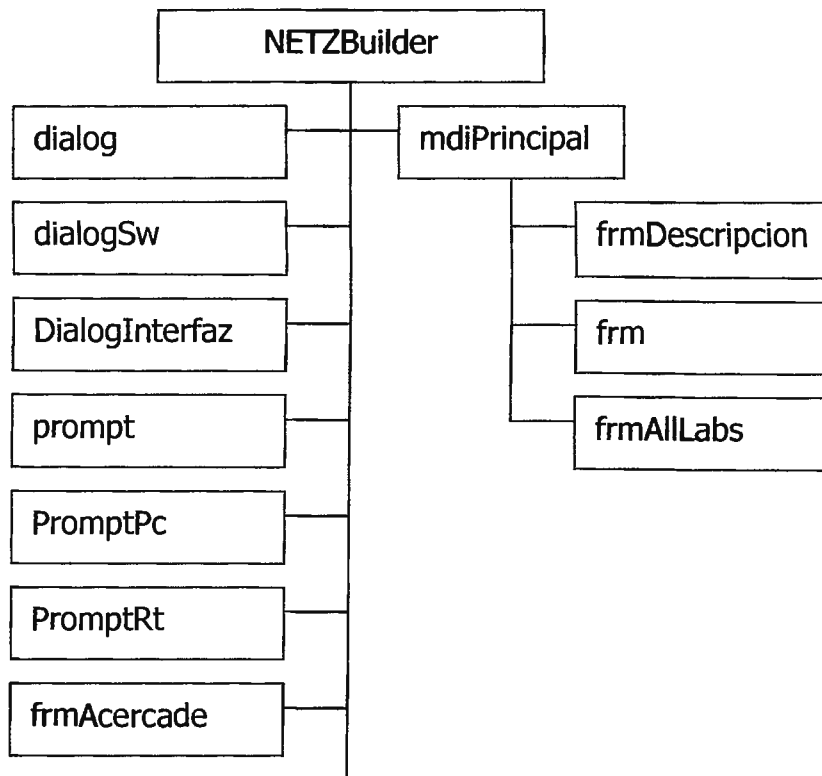 NETZBuilder
dialog
mdiPrincipal
dialogSw
frmDescripcion
DialogInterfaz
frm
prompt
frmAllLabs
PromptPc
PromptRt
frmAcercade